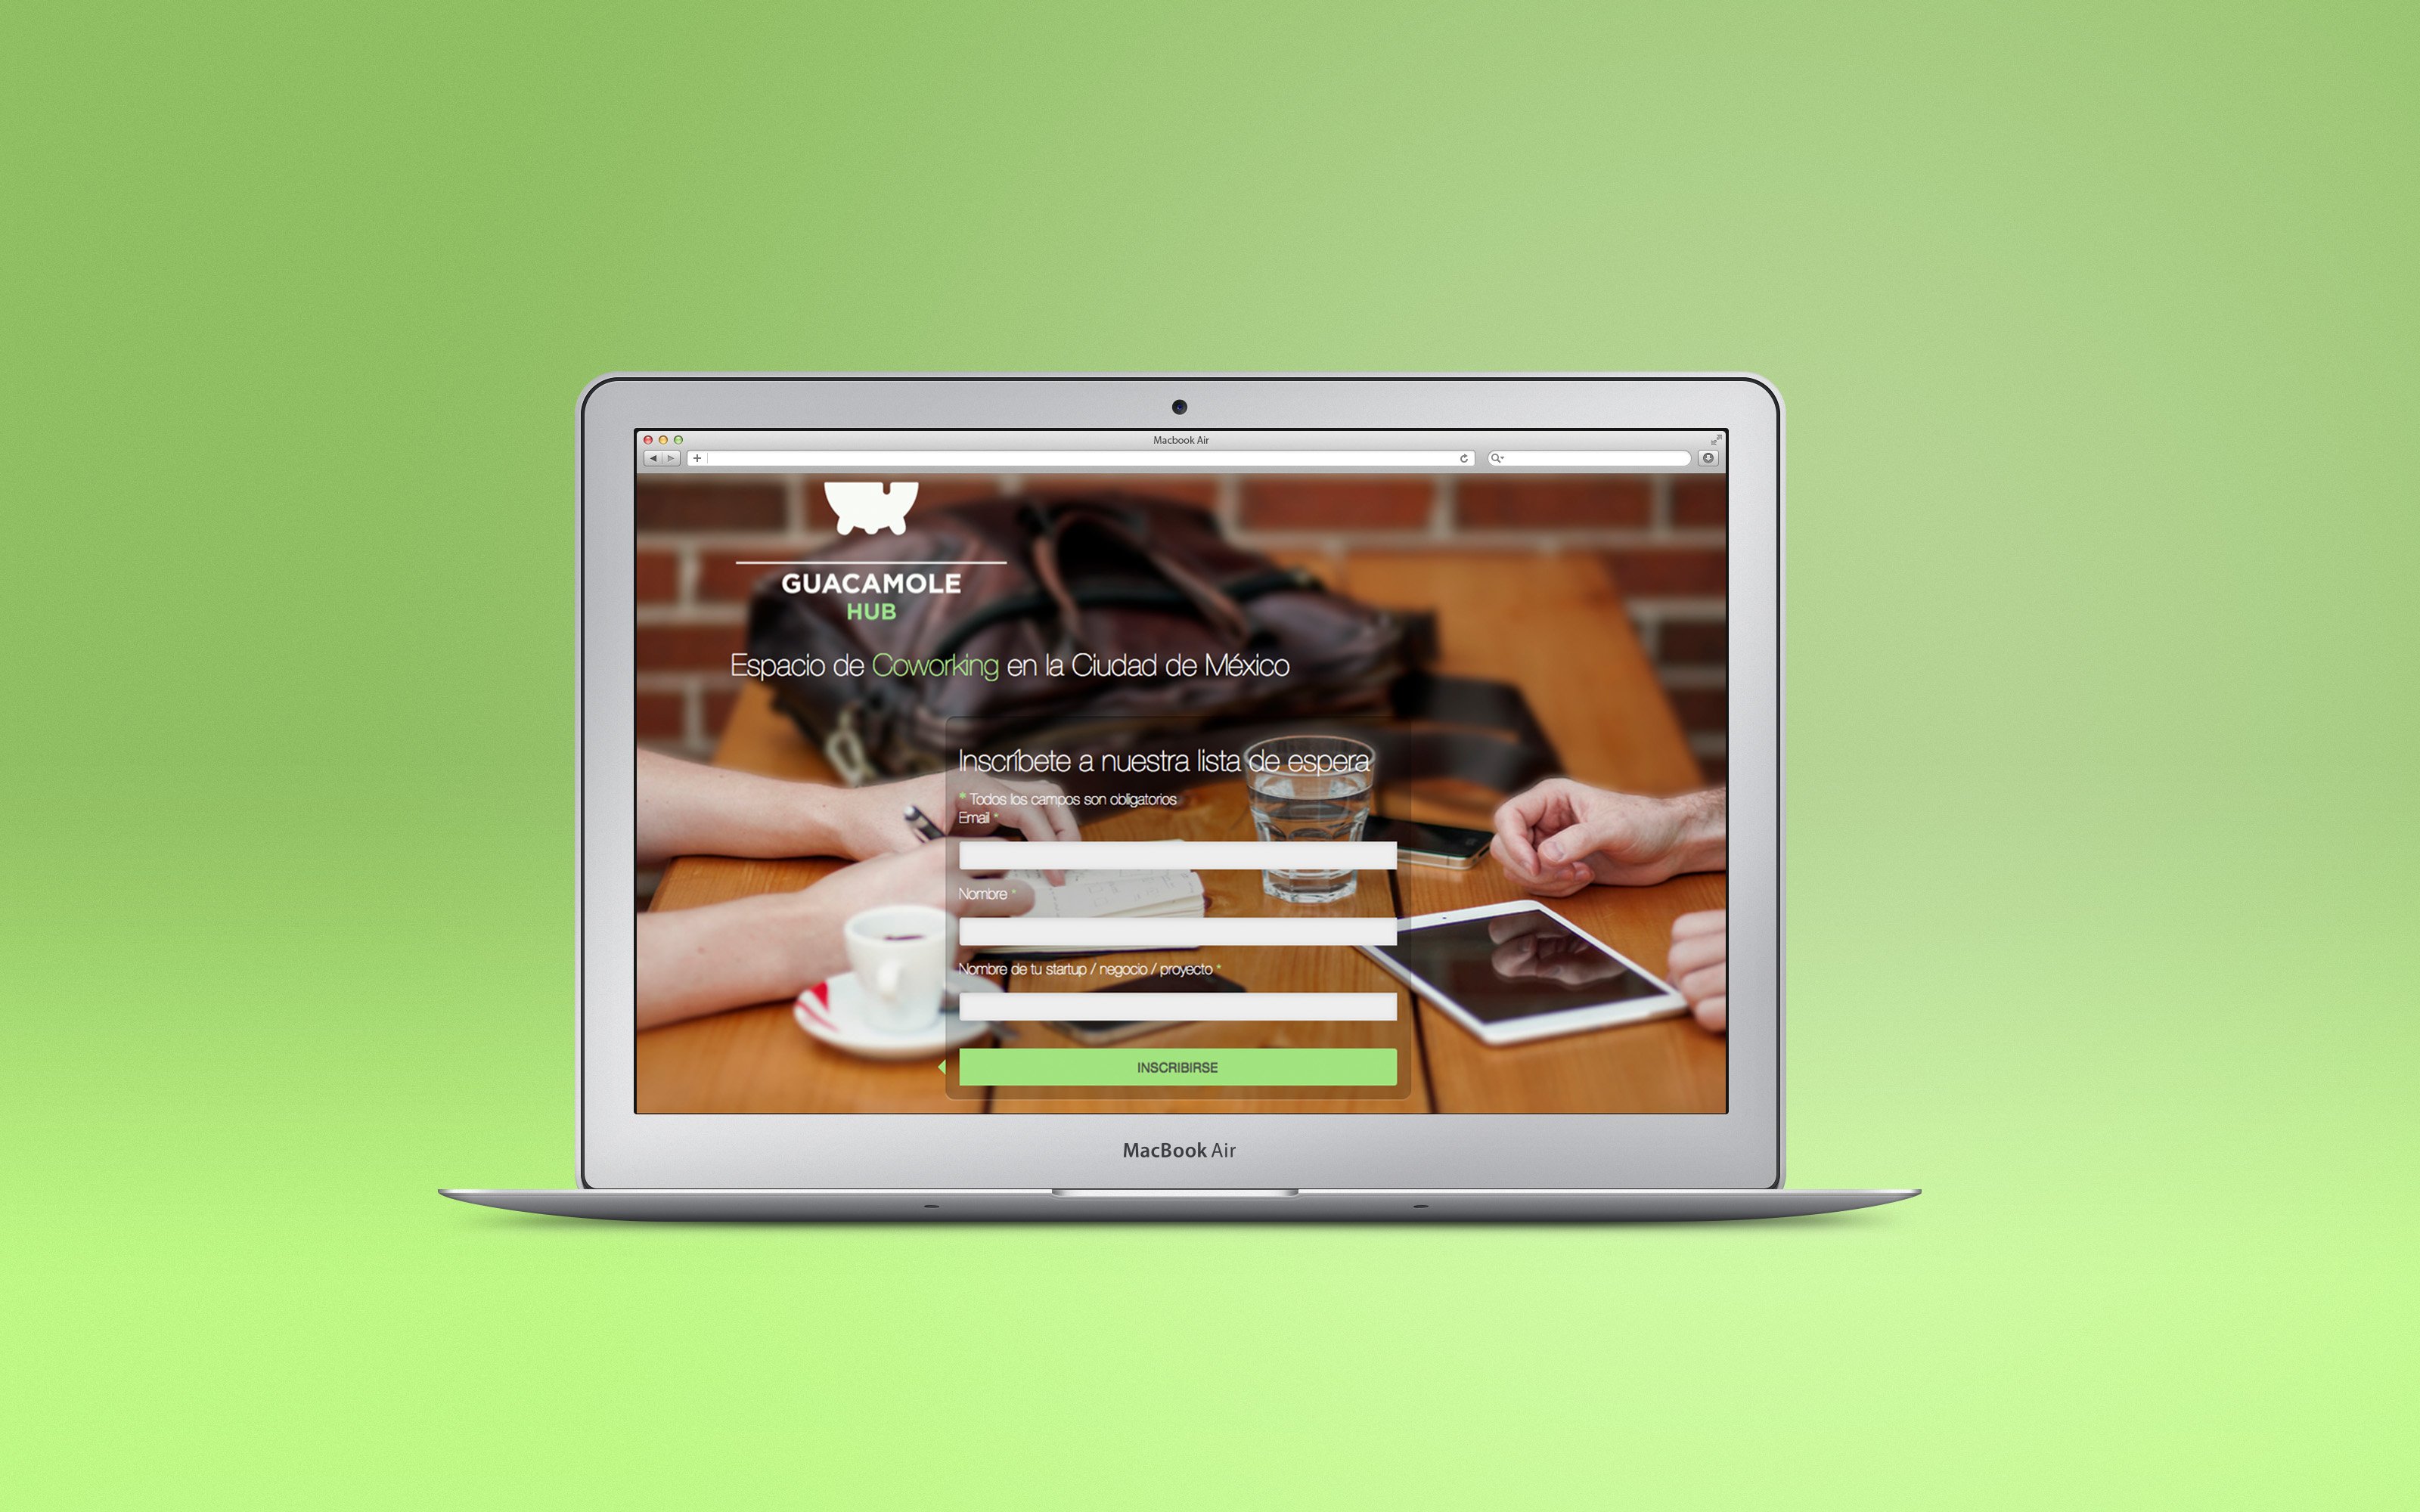 Macbook Air
GUACAMOLE
HUB
Espacio de Coworking en la Ciudad de México
Inscríbete a nuestra lista de espera
* Todos los campos son obligatorios
Email *
Nombre *
Nombre de tu startup / negocio / proyecto *
INSCRIBIRSE
MacBook Air